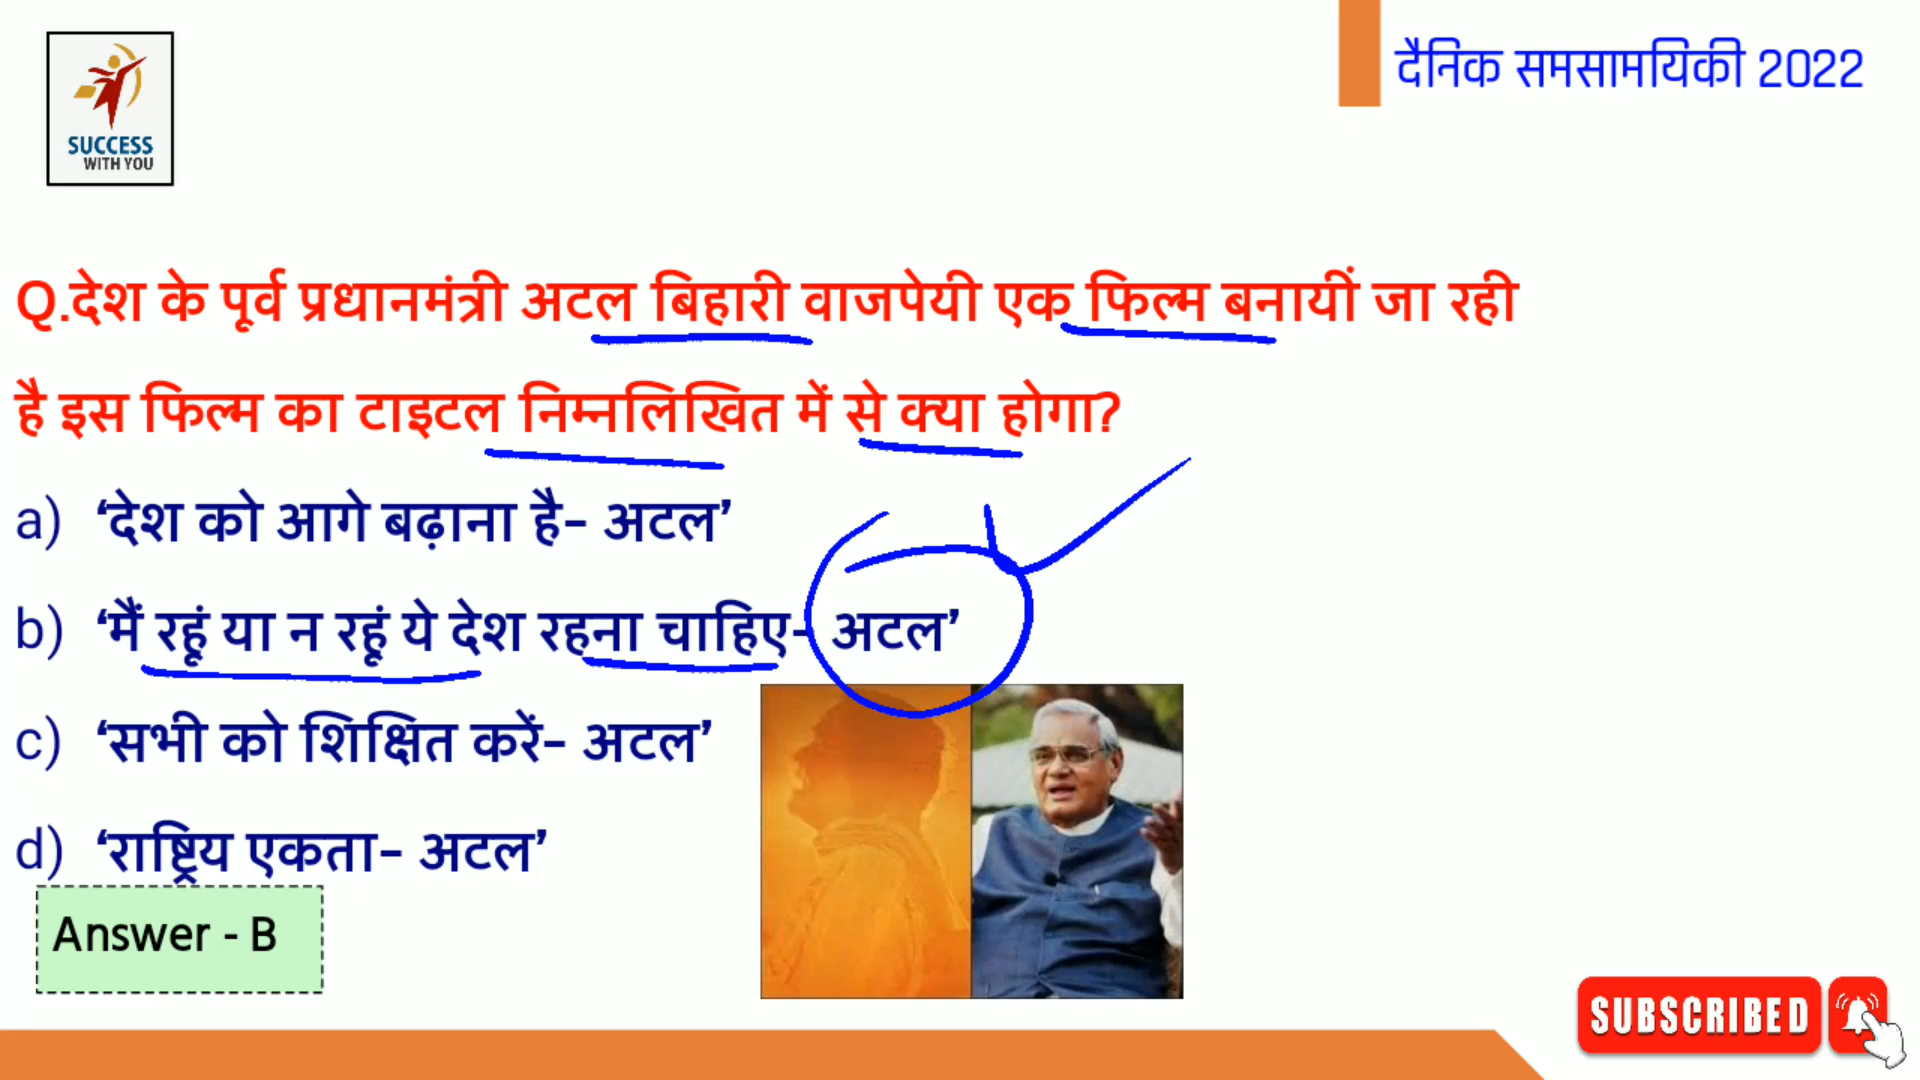 SUCCESS
WITH YOU
दैनिक समसामयिकी 2022
Q.देश के पूर्व प्रधानमंत्री अटल बिहारी वाजपेयी एक फिल्म बनायीं जा रही
है इस फिल्म का टाइटल निम्नलिखित में से क्या होगा?
a) ‘देश को आगे बढ़ाना है- अटल’
b) ‘मैं रहूं या न रहूं ये देश रहना चाहिए- अटल’
c) ‘सभी को शिक्षित करें- अटल’
d) ‘राष्ट्रिय एकता- अटल’
Answer - B
SUBSCRIBED